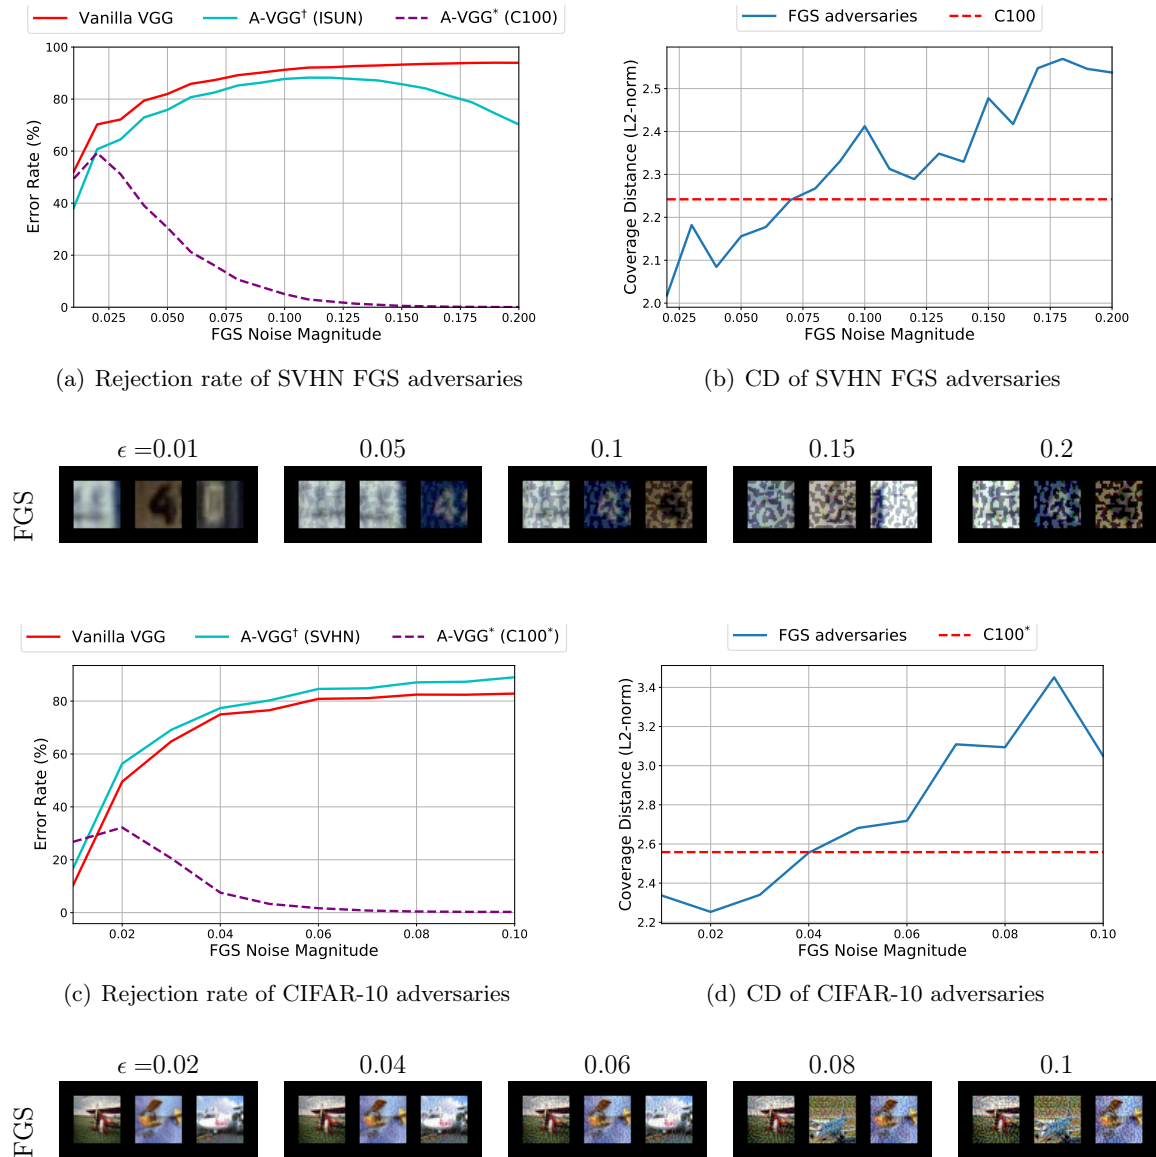 Vanilla VGG A-VGG† (ISUN) A-VGG* (C100)
100
80
60
40
20
0
Error Rate (%)
0.025 0.050 0.075 0.100 0.125 0.150 0.175 0.200
FGS Noise Magnitude
(a) Rejection rate of SVHN FGS adversaries
FGS adversaries C100
2.5
2.4
2.3
2.2
2.1
2.0
Coverage Distance (L2-norm)
0.025 0.050 0.075 0.100 0.125 0.150 0.175 0.200
FGS Noise Magnitude
(b) CD of SVHN FGS adversaries
ϵ =0.01 0.05 0.1 0.15 0.2
FGS
Vanilla VGG A-VGG† (SVHN) A-VGG* (C100*)
80
60
40
20
0
Error Rate (%)
0.02 0.04 0.06 0.08 0.10
FGS Noise Magnitude
(c) Rejection rate of CIFAR-10 adversaries
FGS adversaries C100*
3.4
3.2
3.0
2.8
2.6
2.4
2.2
Coverage Distance (L2-norm)
0.02 0.04 0.06 0.08 0.10
FGS Noise Magnitude
(d) CD of CIFAR-10 adversaries
ϵ =0.02 0.04 0.06 0.08 0.1
FGS